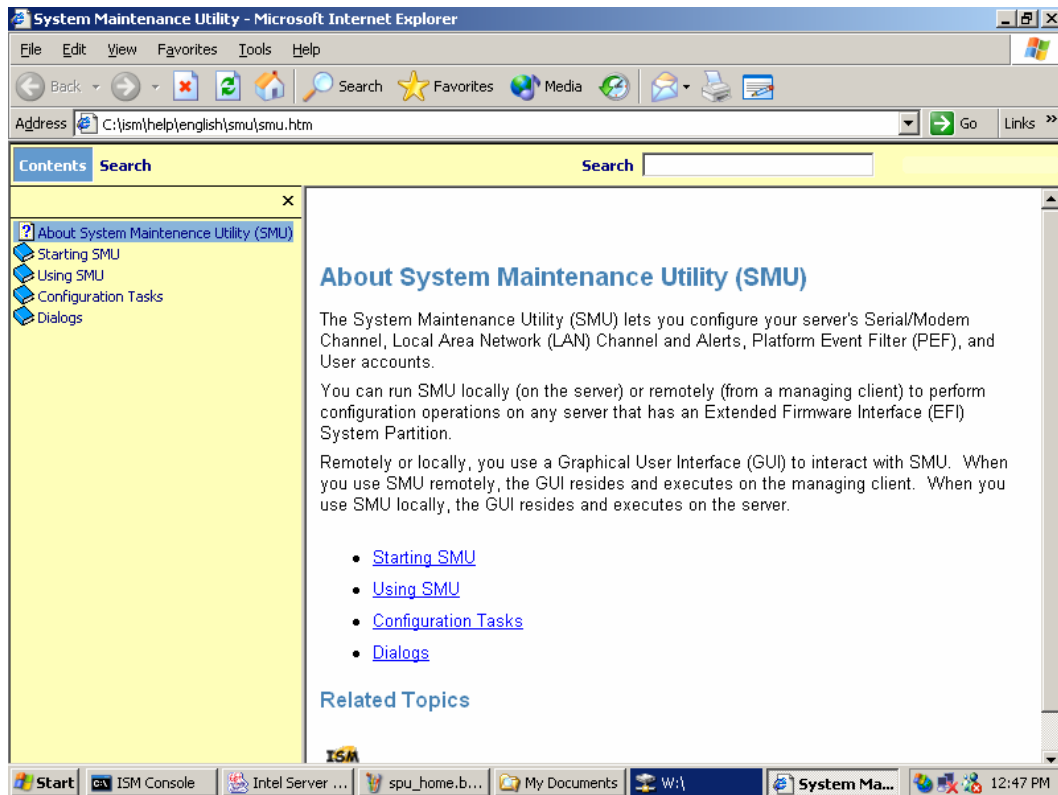 System Maintenance Utility - Microsoft Internet Explorer
File Edit View Favorites Tools Help
Back Search Favorites Media
Address C:\ism\help\english\smu\smu.htm Go Links »
Contents Search Search
About System Maintenence Utility (SMU)
Starting SMU
Using SMU
Configuration Tasks
Dialogs
About System Maintenance Utility (SMU)
The System Maintenance Utility (SMU) lets you configure your server's Serial/Modem
Channel, Local Area Network (LAN) Channel and Alerts, Platform Event Filter (PEF), and
User accounts.
You can run SMU locally (on the server) or remotely (from a managing client) to perform
configuration operations on any server that has an Extended Firmware Interface (EFI)
System Partition.
Remotely or locally, you use a Graphical User Interface (GUI) to interact with SMU. When
you use SMU remotely, the GUI resides and executes on the managing client. When you
use SMU locally, the GUI resides and executes on the server.
Starting SMU
Using SMU
Configuration Tasks
Dialogs
Related Topics
ISM
Start ISM Console Intel Server ... spu_home.b... My Documents W:\ System Ma... 12:47 PM